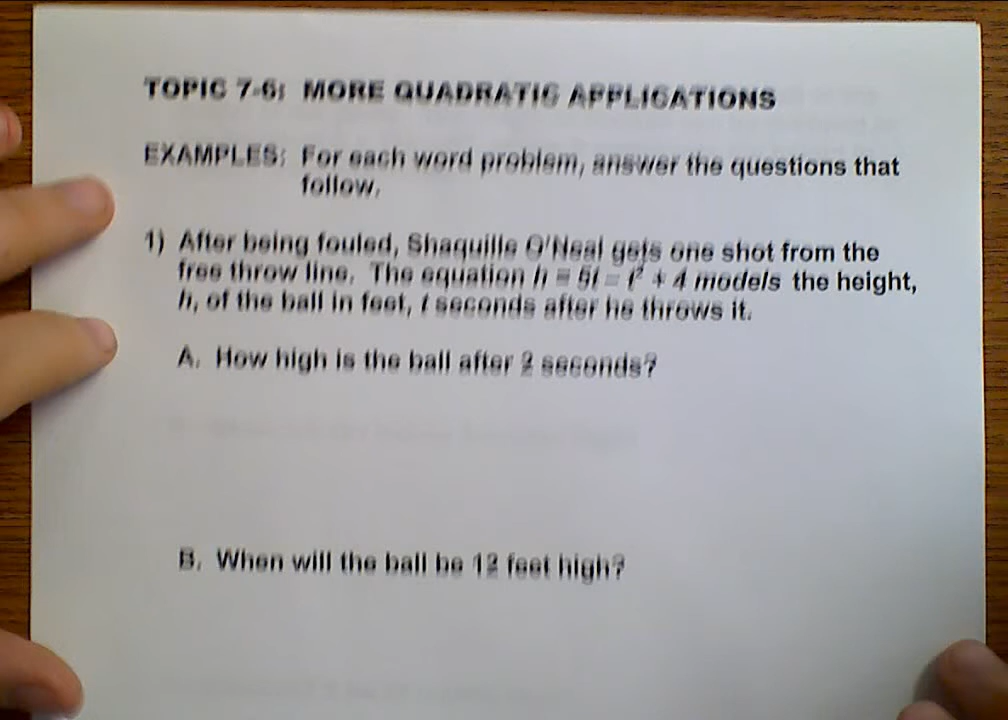 TOPIC 7-6: MORE QUADRATIC APPLICATIONS
EXAMPLES: For each word problem, answer the questions that
follow.
1) After being fouled, Shaquille O'Neal gets one shot from the
free throw line. The equation h = 5t – t² + 4 models the height,
h, of the ball in feet, t seconds after he throws it.
A. How high is the ball after 2 seconds?
B. When will the ball be 12 feet high?